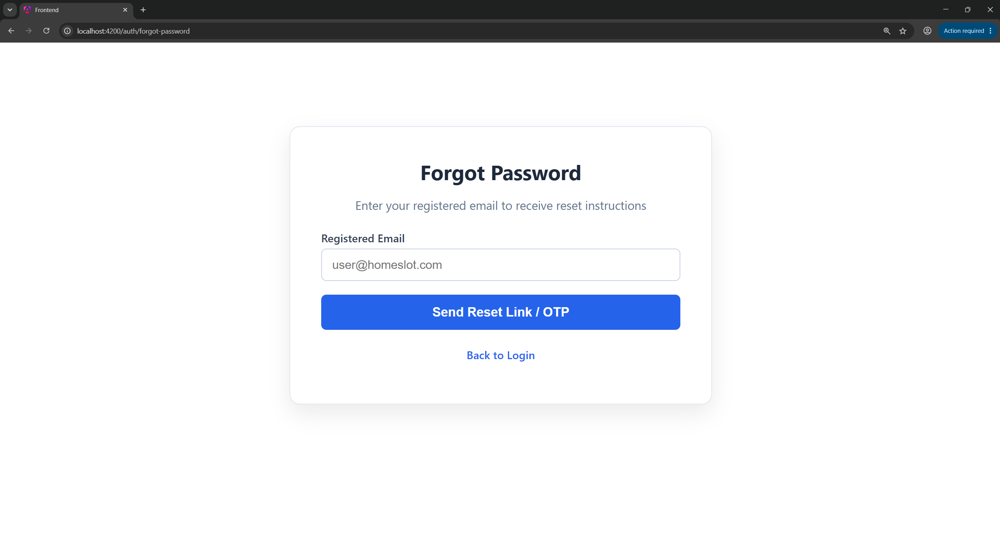 Frontend
localhost:4200/auth/forgot-password
Action required
Forgot Password
Enter your registered email to receive reset instructions
Registered Email
user@homeslot.com
Send Reset Link / OTP
Back to Login